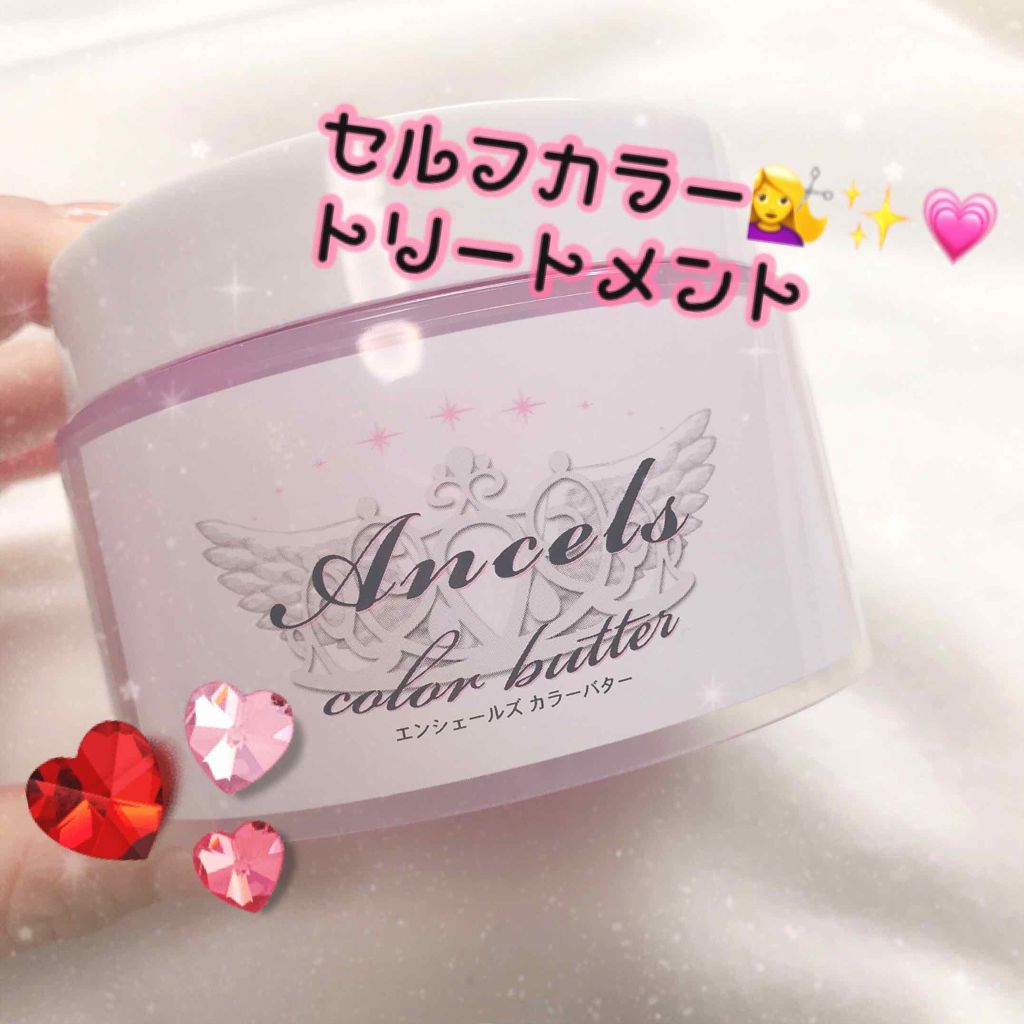 セルフカラー💇‍♀️✨💗
トリートメント
Ancels
color butter
エンシェールズ カラーバター